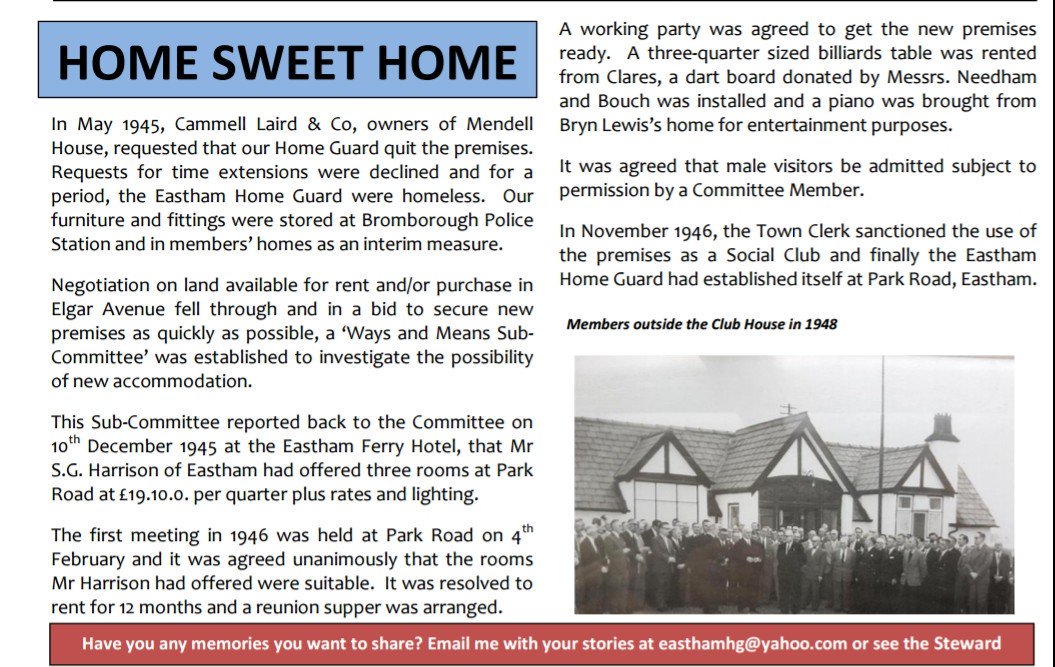 HOME SWEET HOME
In May 1945, Cammell Laird & Co, owners of Mendell
House, requested that our Home Guard quit the premises.
Requests for time extensions were declined and for a
period, the Eastham Home Guard were homeless. Our
furniture and fittings were stored at Bromborough Police
Station and in members' homes as an interim measure.
Negotiation on land available for rent and/or purchase in
Elgar Avenue fell through and in a bid to secure new
premises as quickly as possible, a 'Ways and Means Sub-
Committee' was established to investigate the possibility
of new accommodation.
This Sub-Committee reported back to the Committee on
10th December 1945 at the Eastham Ferry Hotel, that Mr
S.G. Harrison of Eastham had offered three rooms at Park
Road at £19.10.0. per quarter plus rates and lighting.
The first meeting in 1946 was held at Park Road on 4th
February and it was agreed unanimously that the rooms
Mr Harrison had offered were suitable. It was resolved to
rent for 12 months and a reunion supper was arranged.
A working party was agreed to get the new premises
ready. A three-quarter sized billiards table was rented
from Clares, a dart board donated by Messrs. Needham
and Bouch was installed and a piano was brought from
Bryn Lewis's home for entertainment purposes.
It was agreed that male visitors be admitted subject to
permission by a Committee Member.
In November 1946, the Town Clerk sanctioned the use of
the premises as a Social Club and finally the Eastham
Home Guard had established itself at Park Road, Eastham.
Members outside the Club House in 1948
Have you any memories you want to share? Email me with your stories at easthamhg@yahoo.com or see the Steward